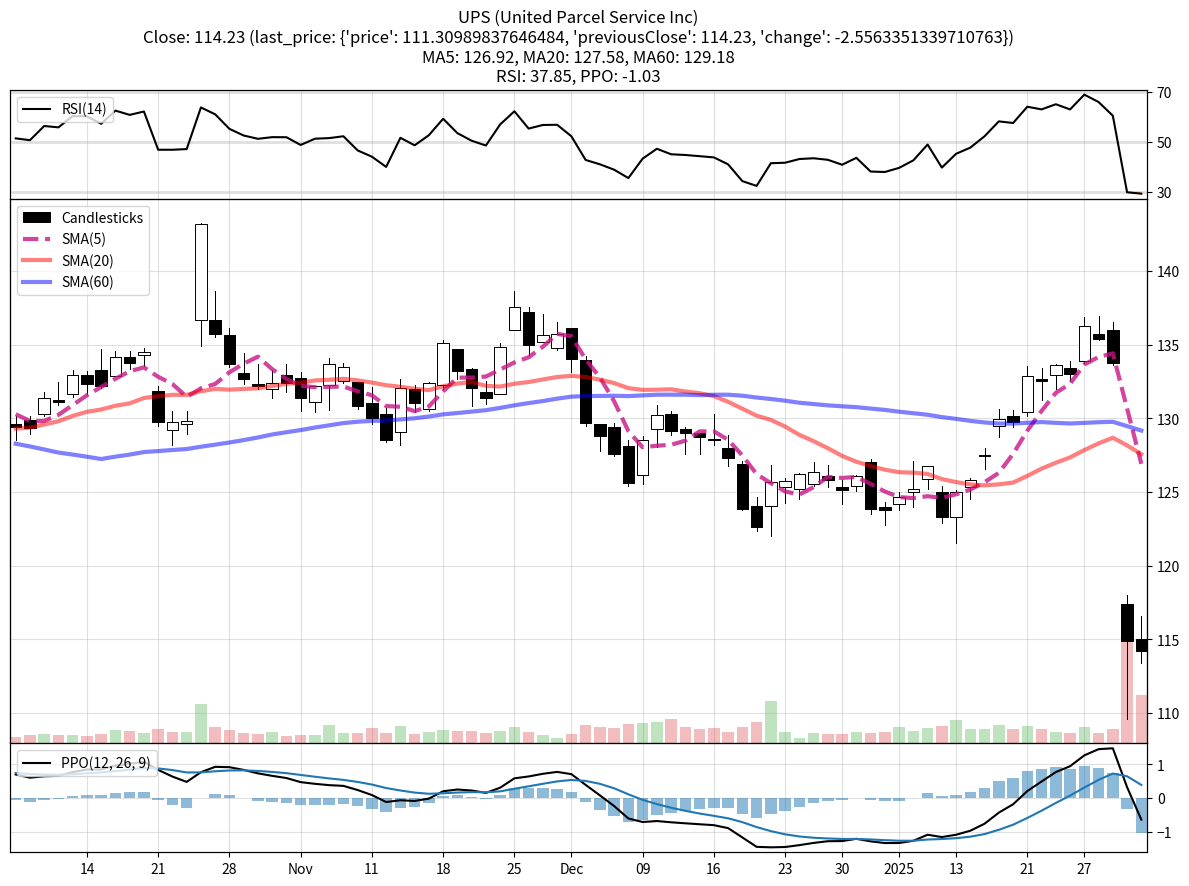 UPS (United Parcel Service Inc)
Close: 114.23 (last_price: {'price': 111.30989837646484, 'previousClose': 114.23, 'change': -2.5563351339710763})
MA5: 126.92, MA20: 127.58, MA60: 129.18
RSI: 37.85, PPO: -1.03
RSI(14)
70
50
30
Candlesticks
SMA(5)
SMA(20)
SMA(60)
140
135
130
125
120
115
110
PPO(12, 26, 9)
1
0
−1
14 21 28 Nov 11 18 25 Dec 09 16 23 30 2025 13 21 27